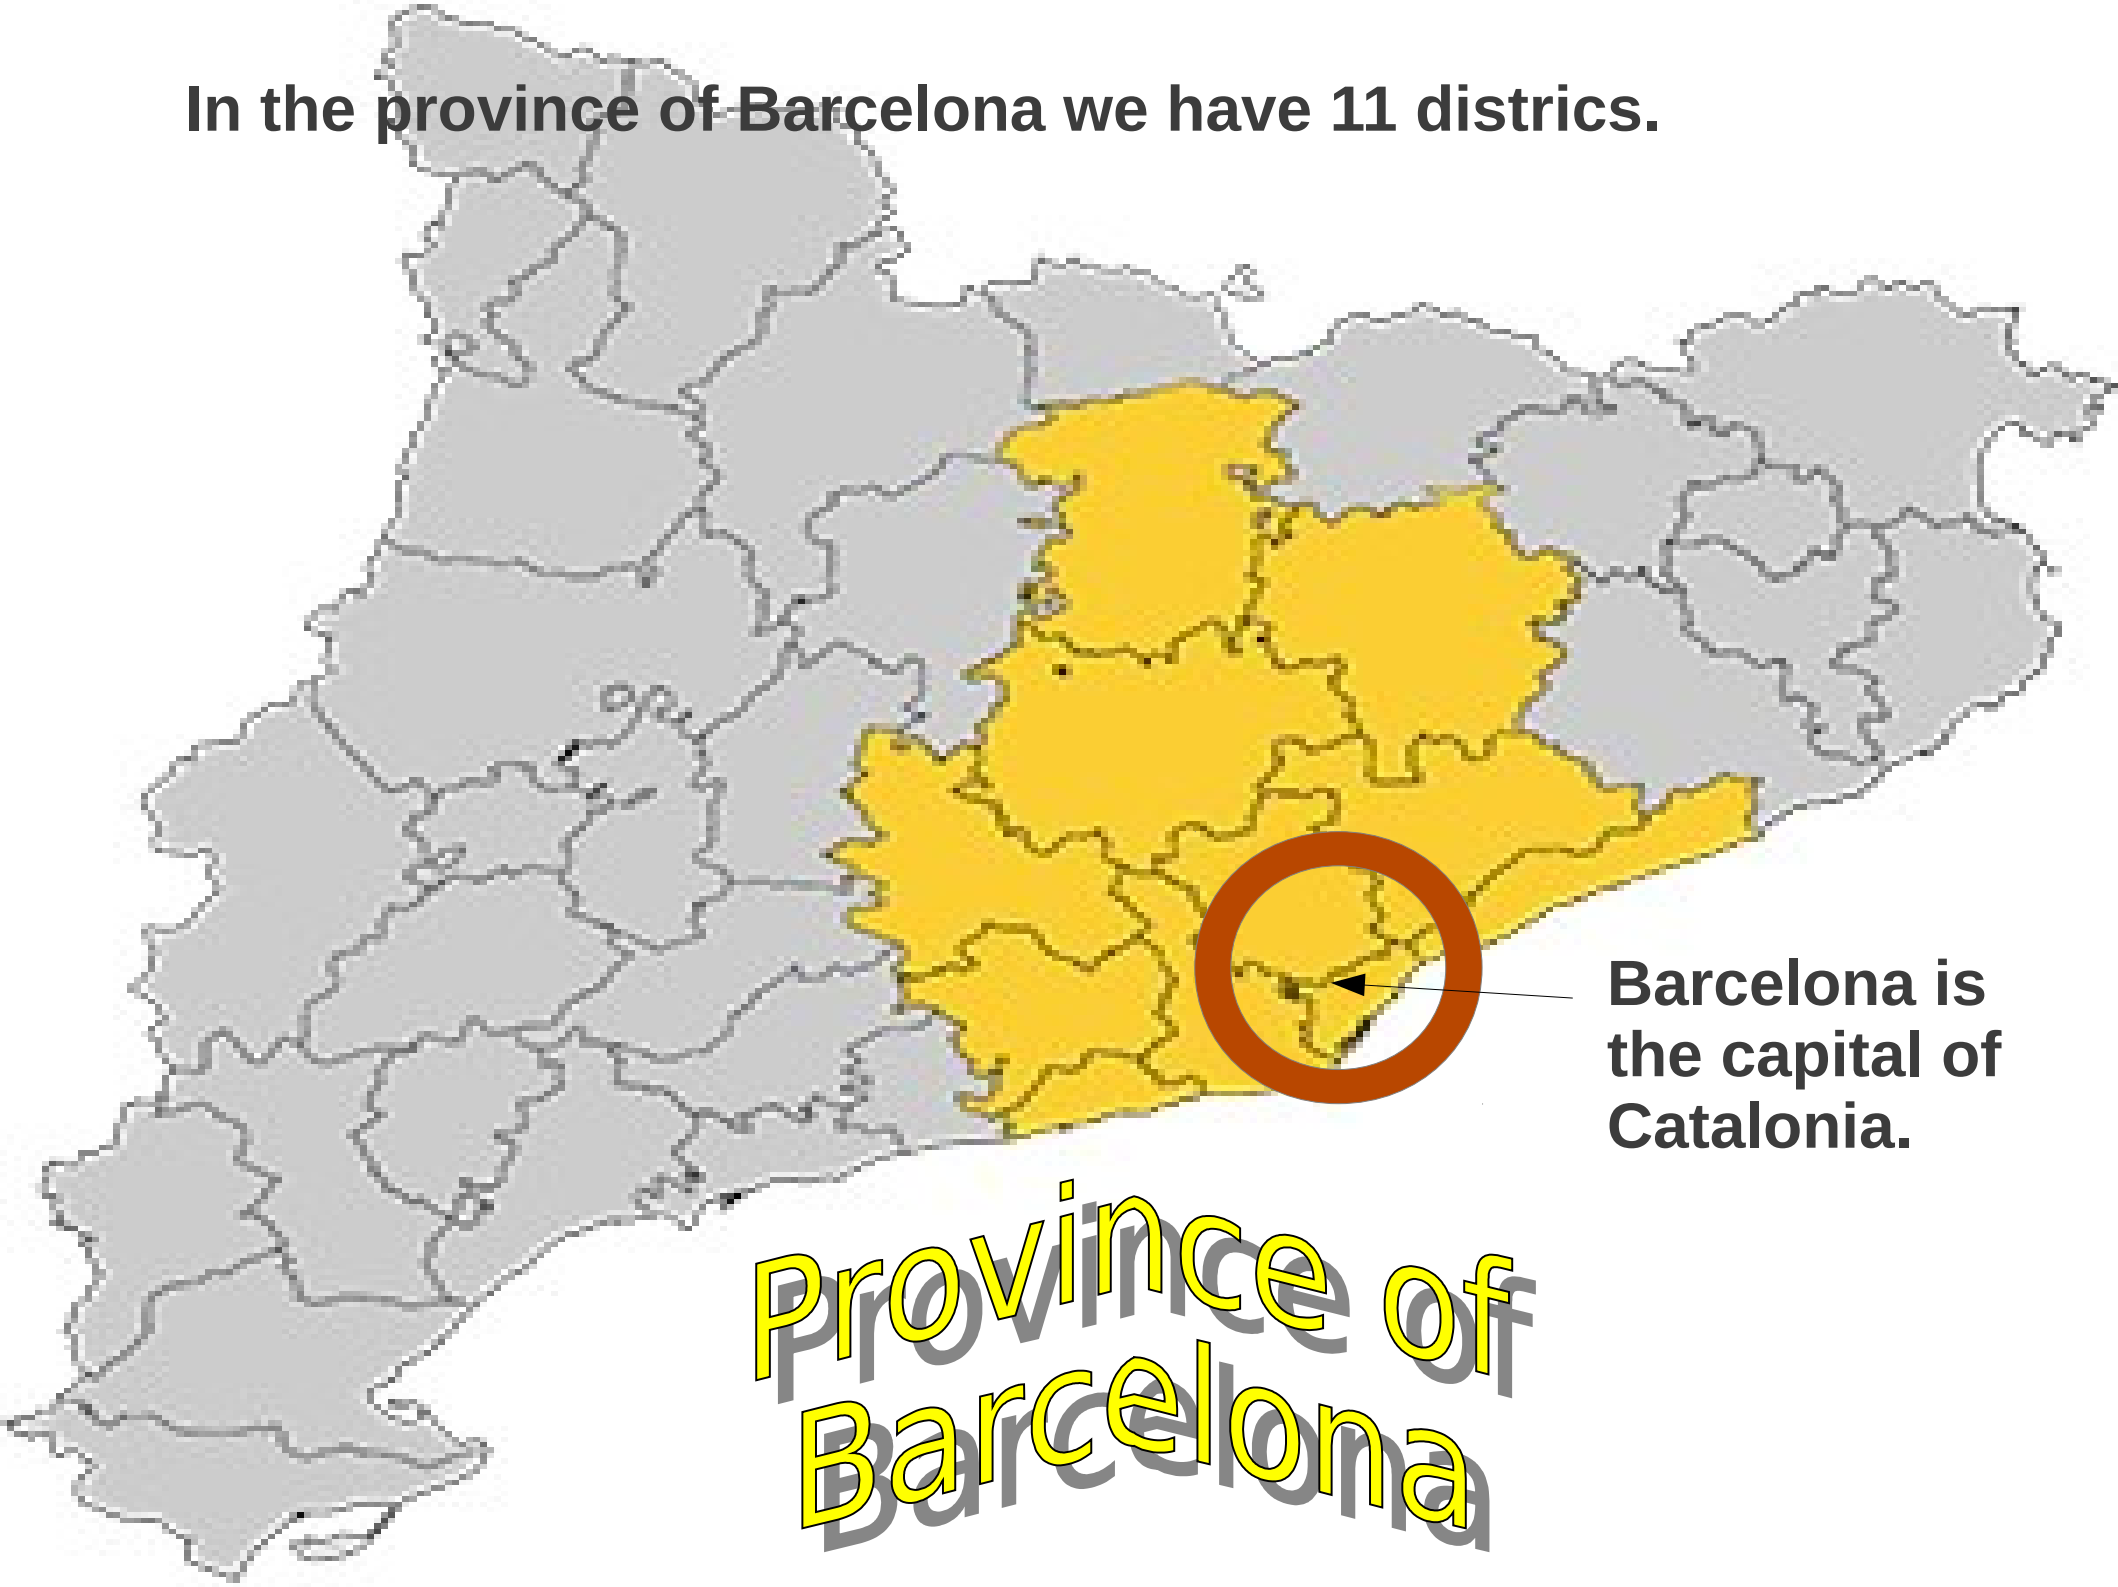 In the province of Barcelona we have 11 districs.
Barcelona is
the capital of
Catalonia.
Province of
Barcelona